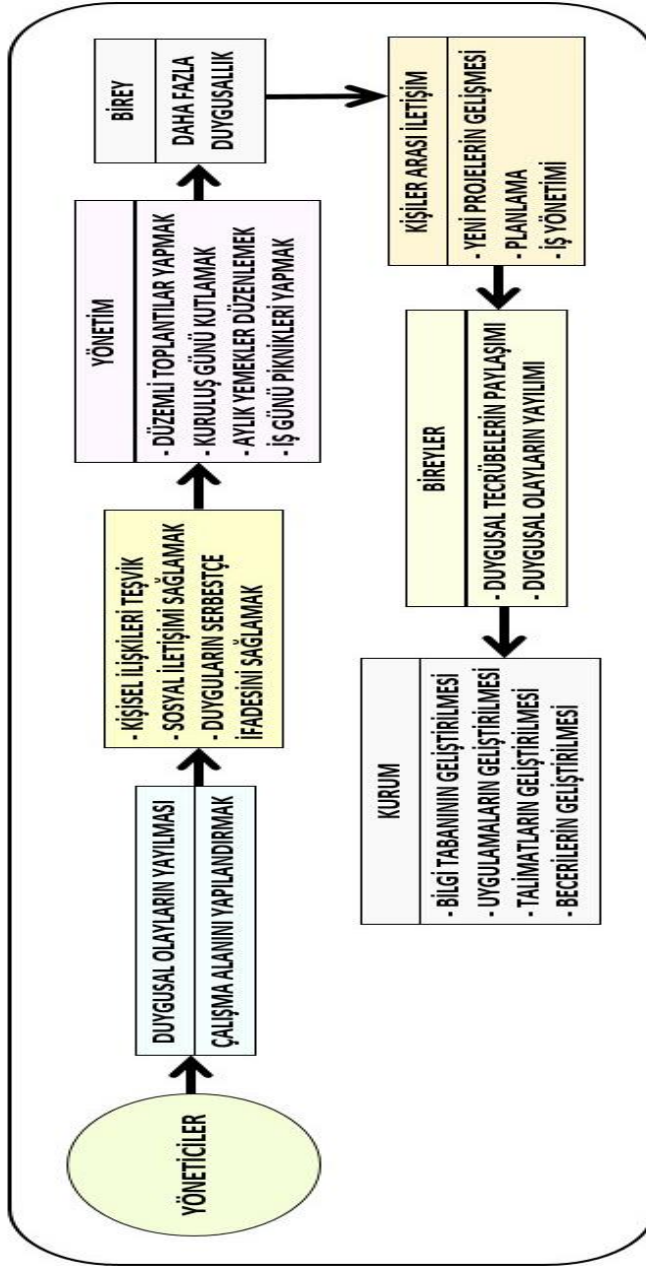 YÖNETİCİLER
DUYGUSAL OLAYLARIN YAYILMASI
ÇALIŞMA ALANINI YAPILANDIRMAK
- KİŞİSEL İLİŞKİLERİ TEŞVİK
- SOSYAL İLETİŞİMİ SAĞLAMAK
- DUYGULARIN SERBESTÇE
İFADESİNİ SAĞLAMAK
YÖNETİM
- DÜZEMLİ TOPLANTILAR YAPMAK
- KURULUŞ GÜNÜ KUTLAMAK
- AYLIK YEMEKLER DÜZENLEMEK
- İŞ GÜNÜ PİKNİKLERİ YAPMAK
BİREY
DAHA FAZLA
DUYGUSALLIK
KİŞİLER ARASI İLETİŞİM
- YENİ PROJELERİN GELİŞMESİ
- PLANLAMA
- İŞ YÖNETİMİ
BİREYLER
- DUYGUSAL TECRÜBELERİN PAYLAŞIMI
- DUYGUSAL OLAYLARIN YAYILIMI
KURUM
- BİLGİ TABANININ GELİŞTİRİLMESİ
- UYGULAMALARIN GELİŞTİRİLMESİ
- TALİMATLARIN GELİŞTİRİLMESİ
- BECERİLERİN GELİŞTİRİLMESİ